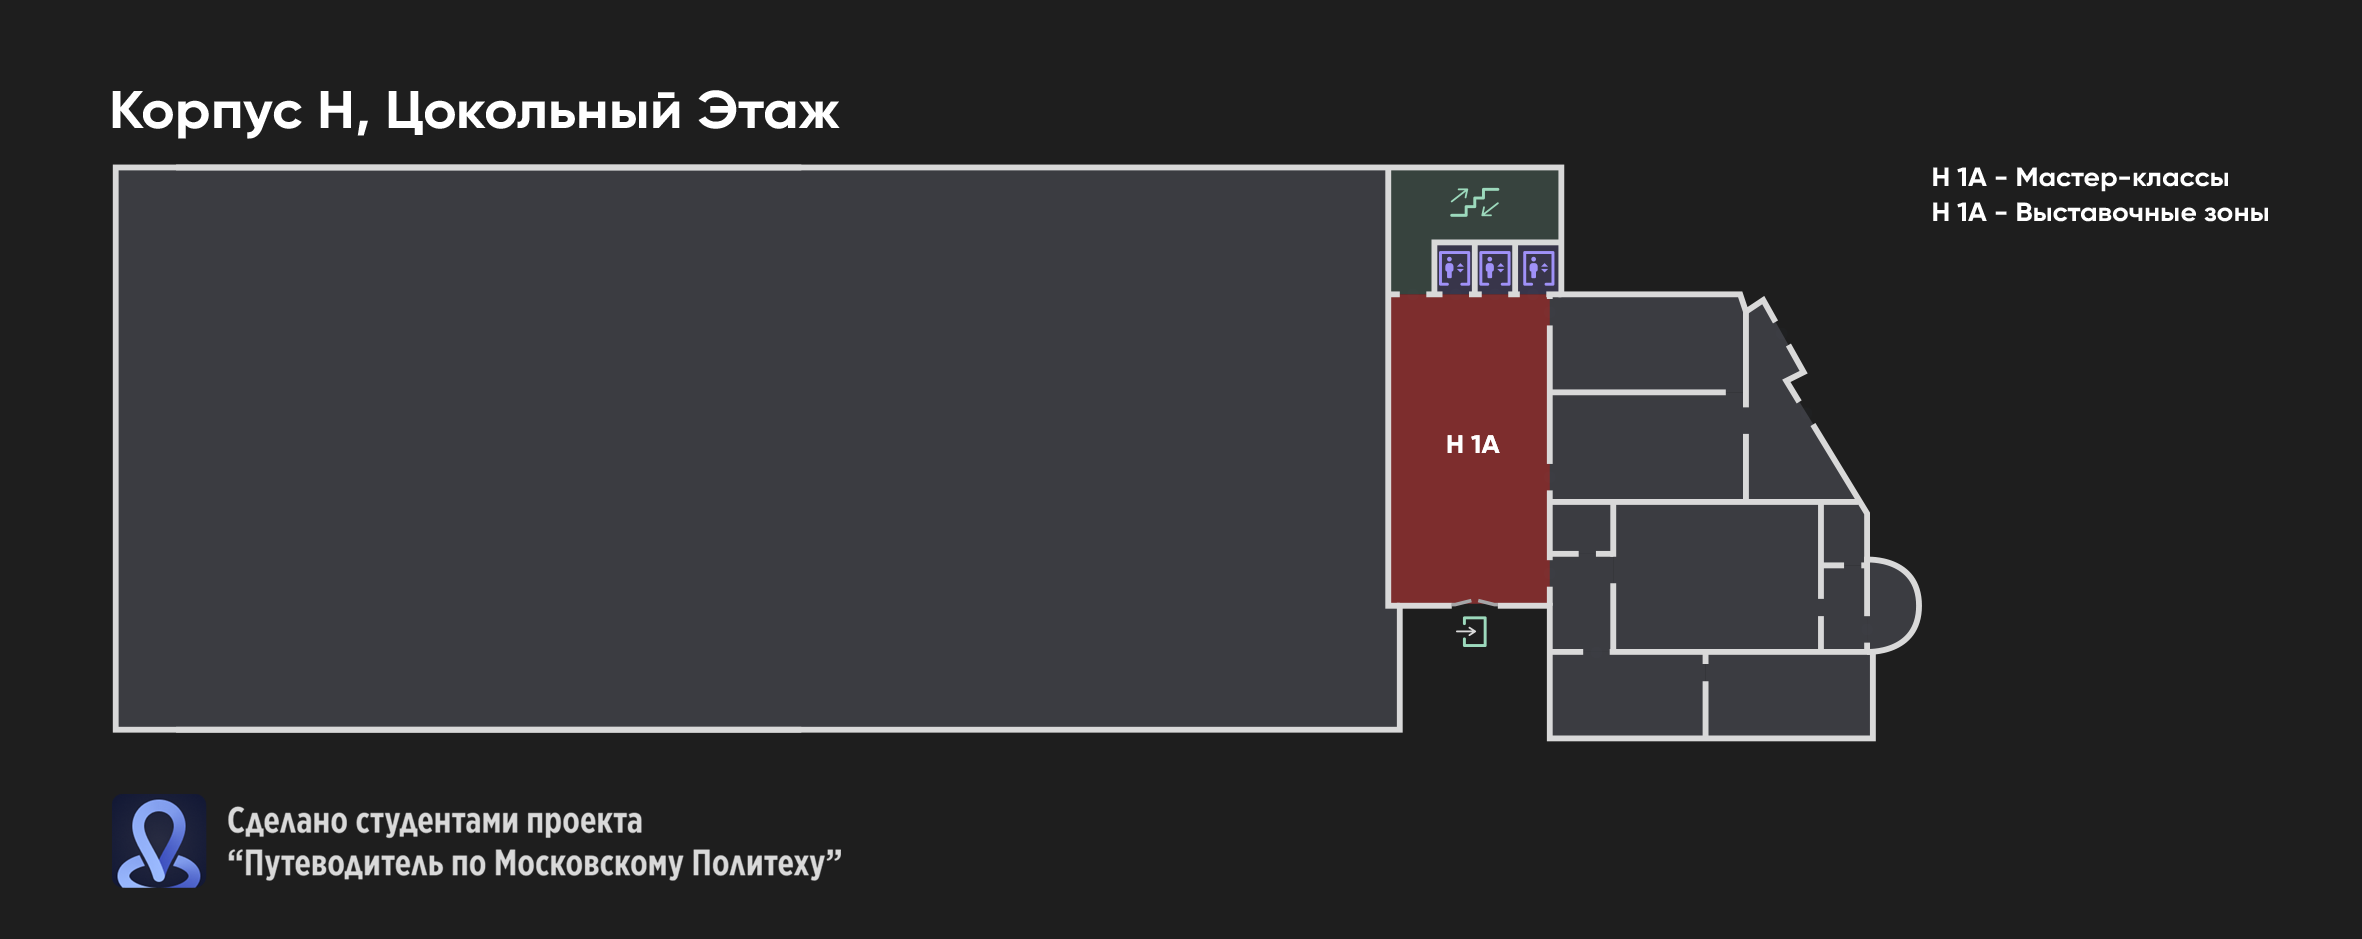 Корпус Н, Цокольный Этаж
Н 1А - Мастер-классы
Н 1А - Выставочные зоны
Н 1А
Сделано студентами проекта
“Путеводитель по Московскому Политеху”